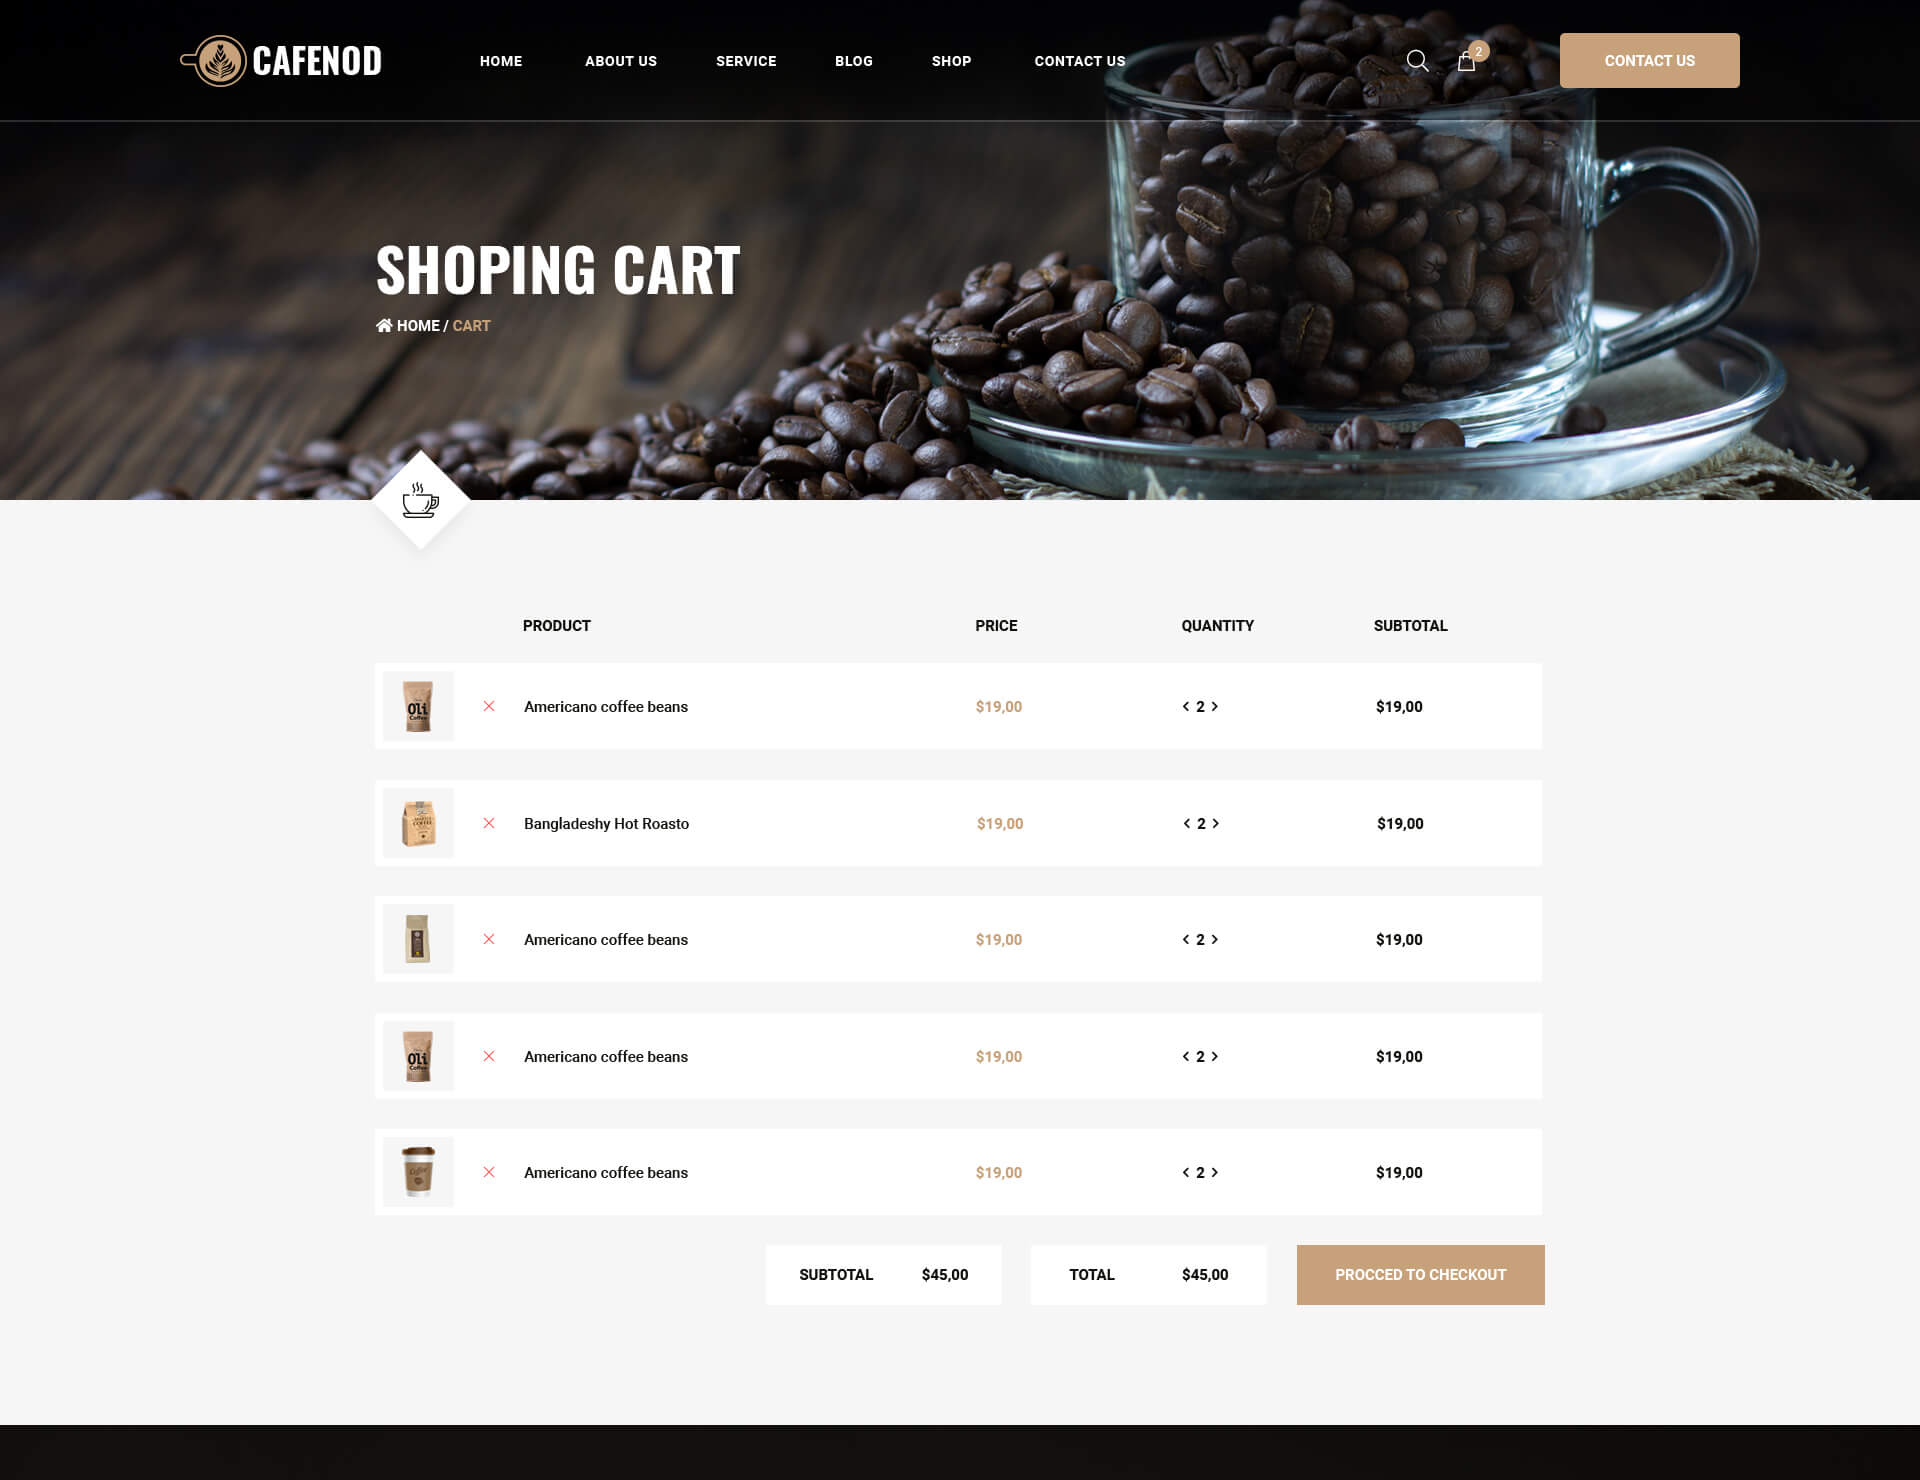 CAFENOD
HOME ABOUT US SERVICE BLOG SHOP CONTACT US
2
CONTACT US
SHOPING CART
HOME / CART
PRODUCT PRICE QUANTITY SUBTOTAL
Oli
Coffee
Americano coffee beans $19,00 2 $19,00
COFFEE
Bangladeshy Hot Roasto $19,00 2 $19,00
Americano coffee beans $19,00 2 $19,00
Oli
Coffee
Americano coffee beans $19,00 2 $19,00
Coffee
Americano coffee beans $19,00 2 $19,00
SUBTOTAL $45,00 TOTAL $45,00 PROCCED TO CHECKOUT